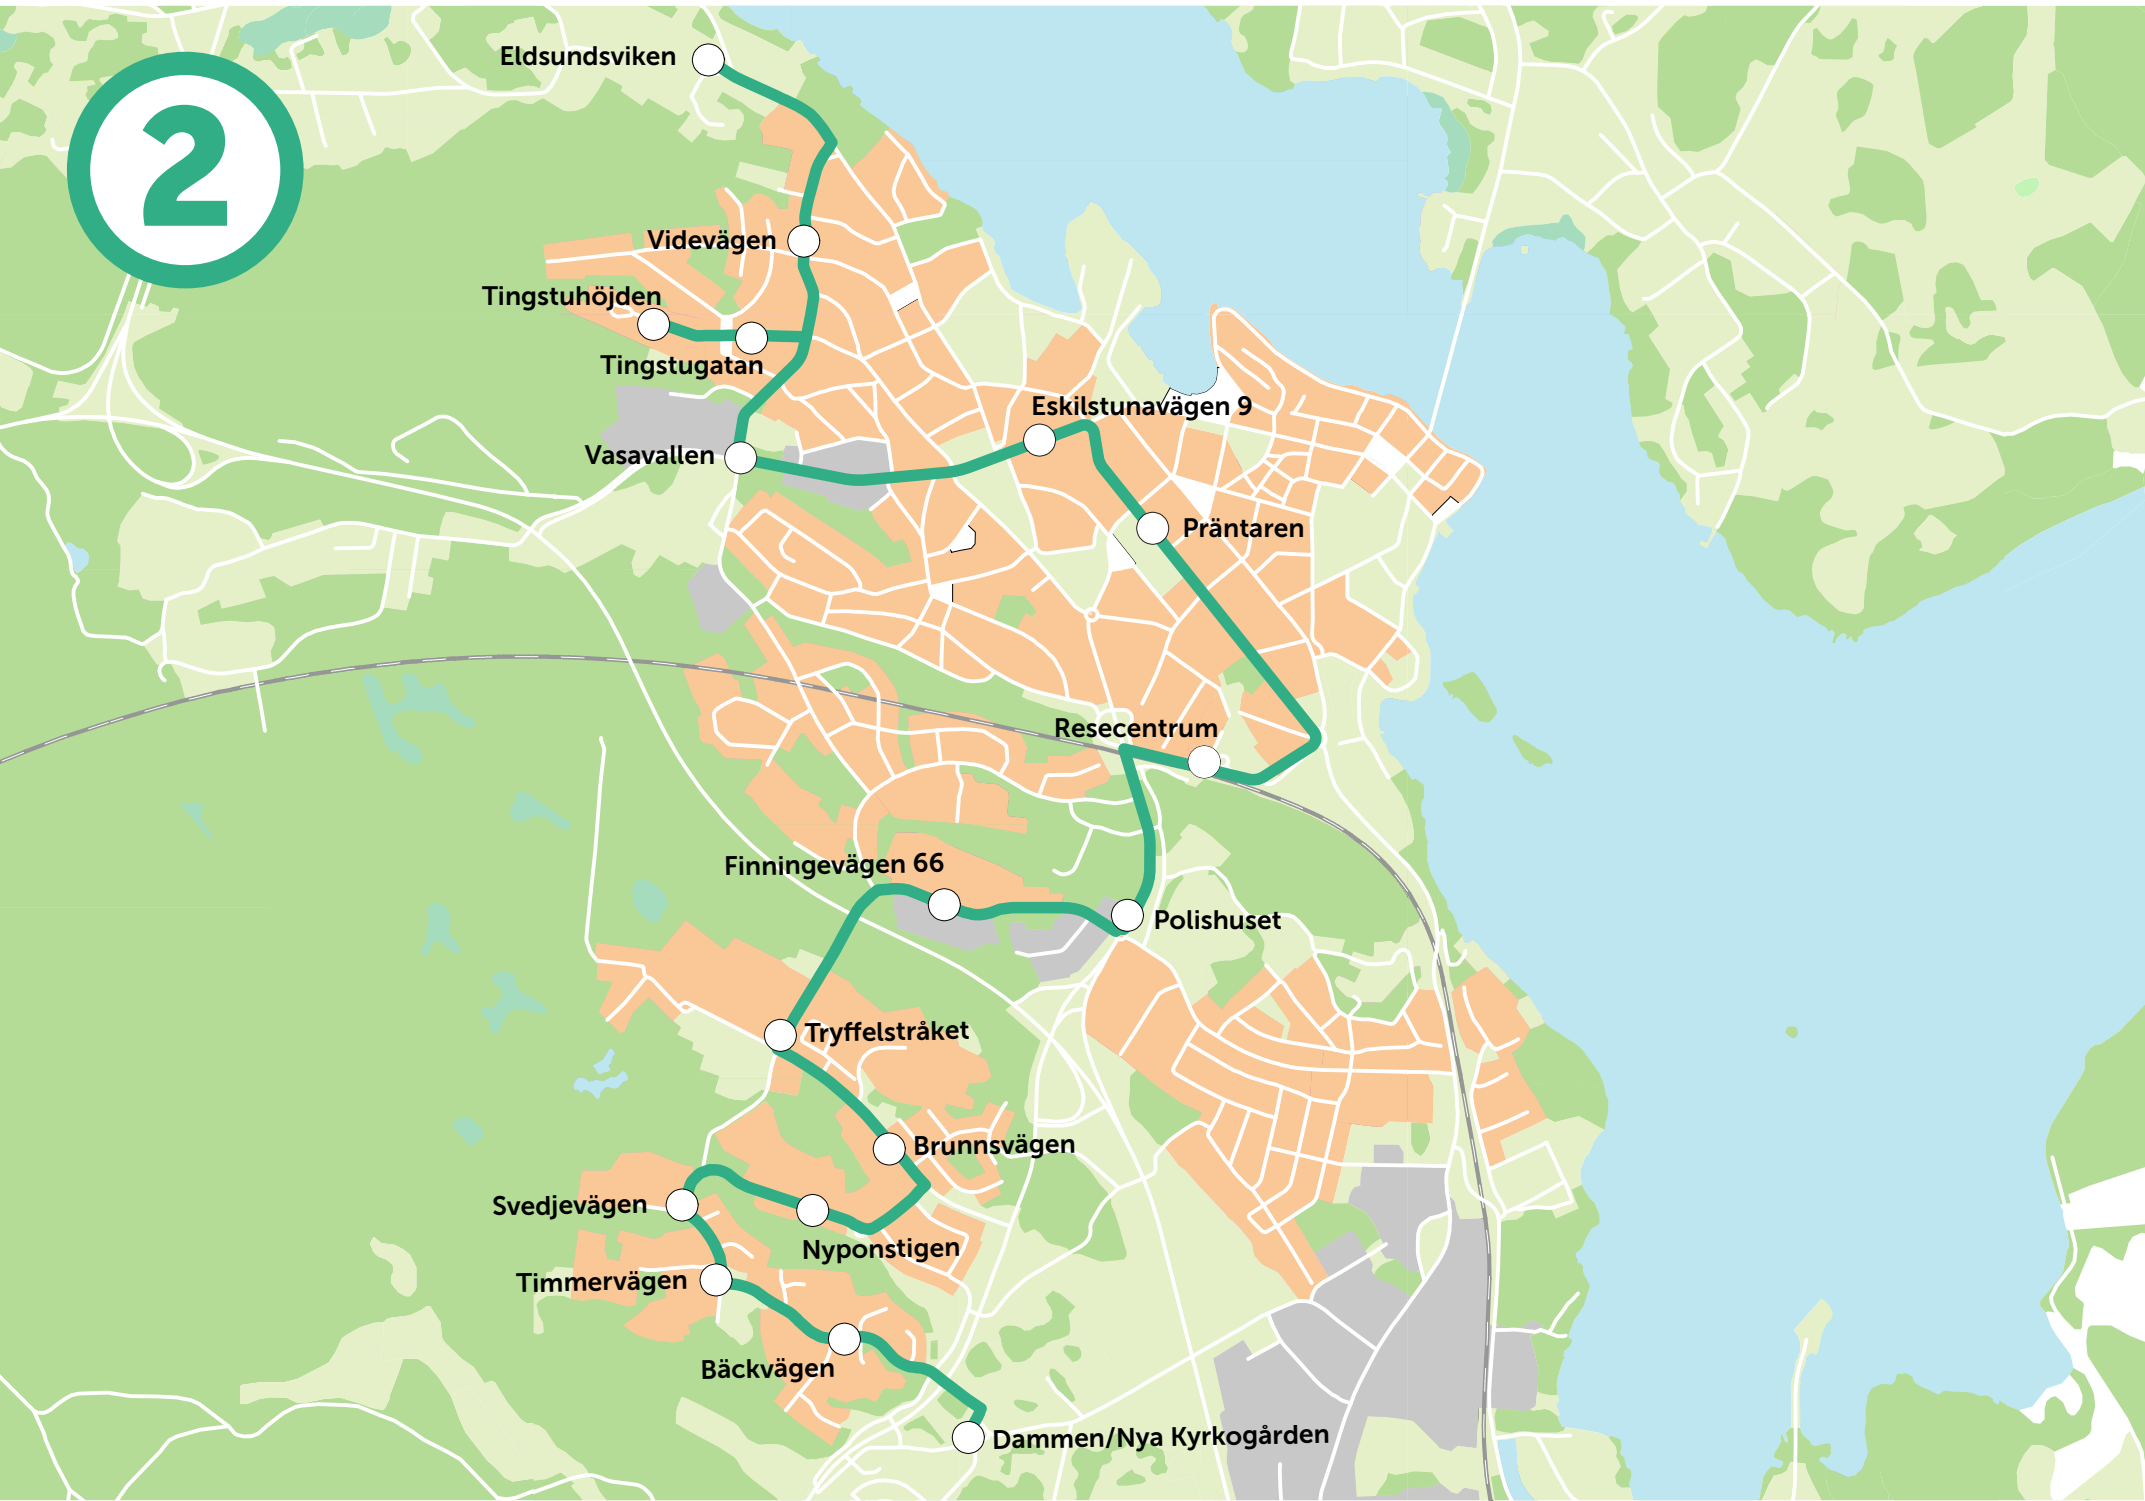 2
Eldsundsviken
Videvägen
Tingstuhöjden
Tingstugatan
Eskilstunavägen 9
Vasavallen
Präntaren
Resecentrum
Finningevägen 66
Polishuset
Tryffelstråket
Brunnsvägen
Svedjevägen
Nyponstigen
Timmervägen
Bäckvägen
Dammen/Nya Kyrkogården